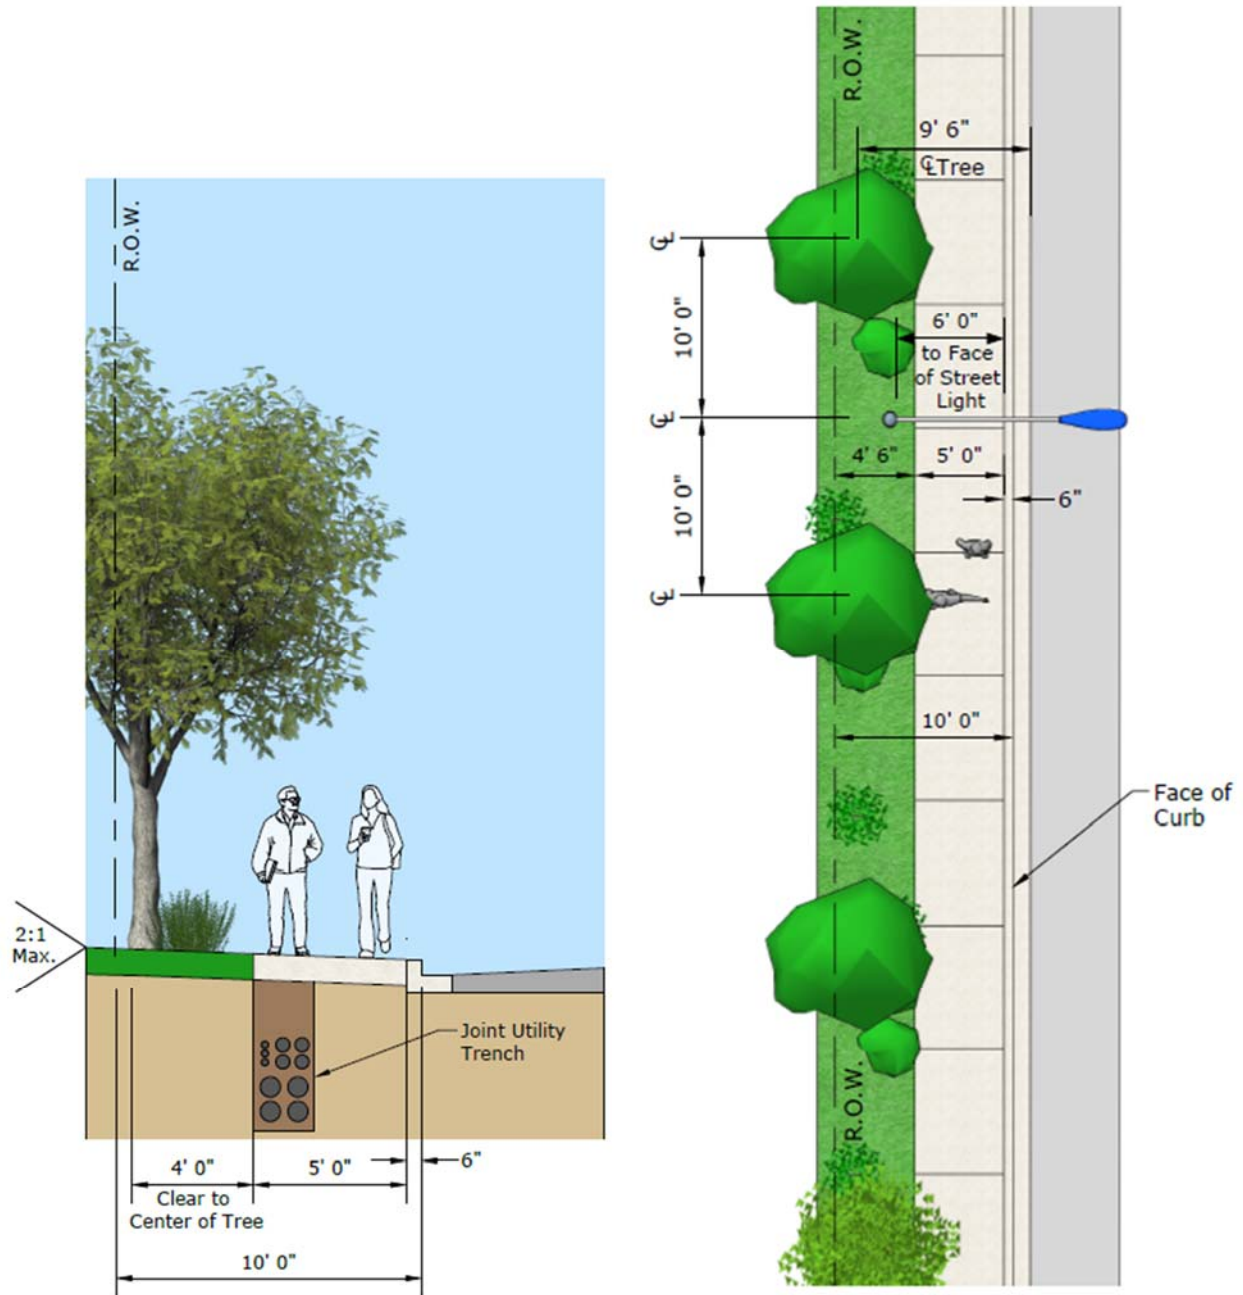 R.O.W.
2:1
Max.
Joint Utility
Trench
4' 0"
5' 0"
6"
Clear to
Center of Tree
10' 0"
R.O.W.
9' 6"
℄Tree
℄
10' 0"
6' 0"
to Face
of Street
Light
℄
4' 6"
5' 0"
6"
10' 0"
℄
10' 0"
Face of
Curb
R.O.W.